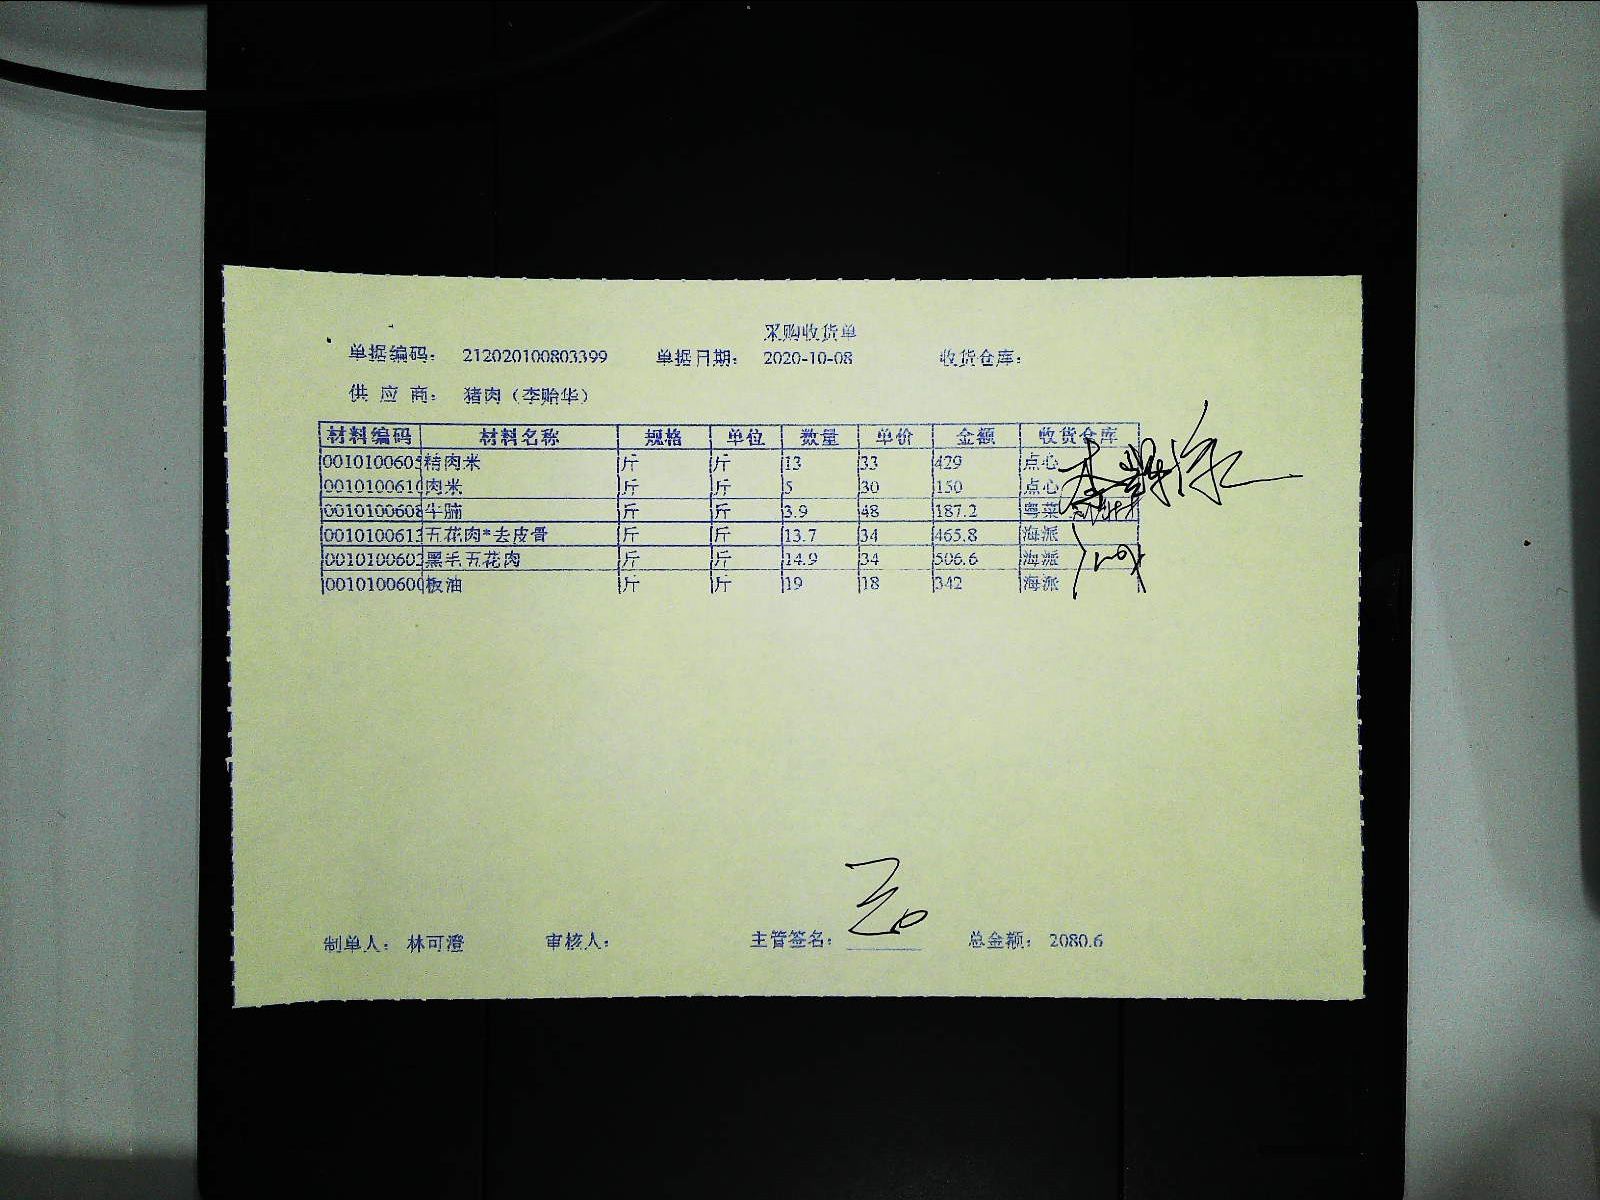 采购收货单
单据编码: 212020100803399 单据日期: 2020-10-08 收货仓库:
供应商: 猪肉（李贻华）
材料编码 材料名称 规格 单位 数量 单价 金额 收货仓库
0010100605 精肉米 斤 斤 13 33 429 点心
0010100610 肉米 斤 斤 5 30 150 点心
0010100608 牛腩 斤 斤 3.9 48 187.2 粤菜
0010100613 五花肉*去皮骨 斤 斤 13.7 34 465.8 海派
001010060 黑毛五花肉 斤 斤 14.9 34 506.6 海派
0010100600 板油 斤 斤 19 18 342 海派
制单人: 林可澄 审核人: 主管签名: 总金额: 2080.6